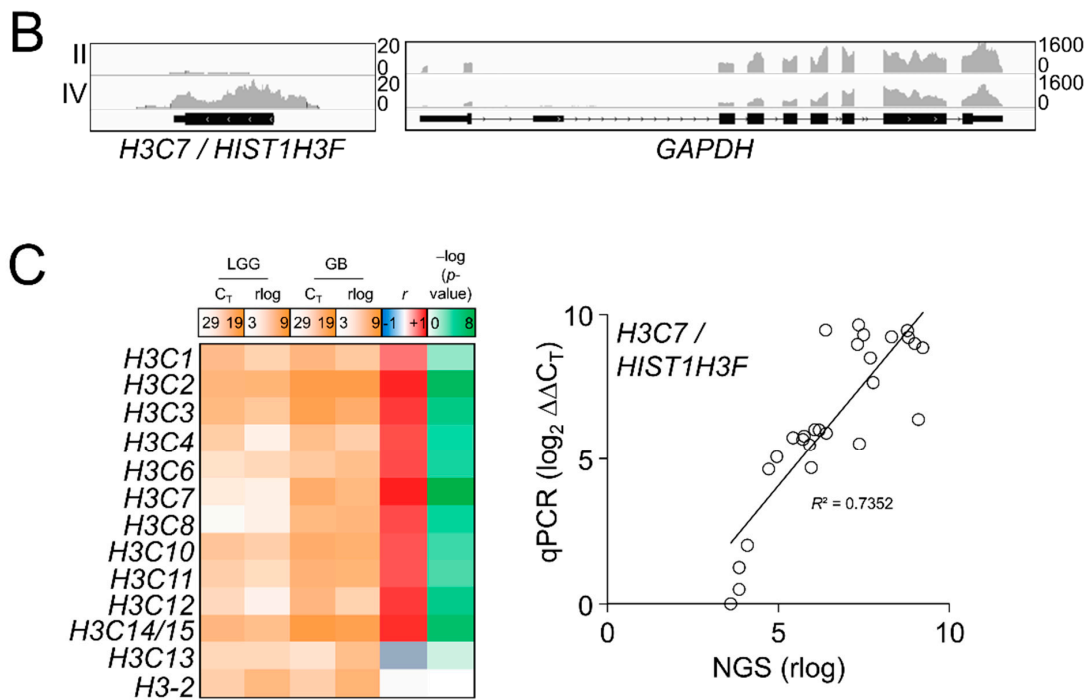 B
II
20
0
1600
0
IV
20
0
1600
0
H3C7 / HIST1H3F
GAPDH
C
LGG
GB
–log
(p-
value)
C_T
rlog
C_T
rlog
r
29 19 3 9 29 19 3 9 -1 +1 0 8
H3C1
H3C2
H3C3
H3C4
H3C6
H3C7
H3C8
H3C10
H3C11
H3C12
H3C14/15
H3C13
H3-2
qPCR (log₂ ΔΔC_T)
10
5
0
H3C7 /
HIST1H3F
R² = 0.7352
0 5 10
NGS (rlog)